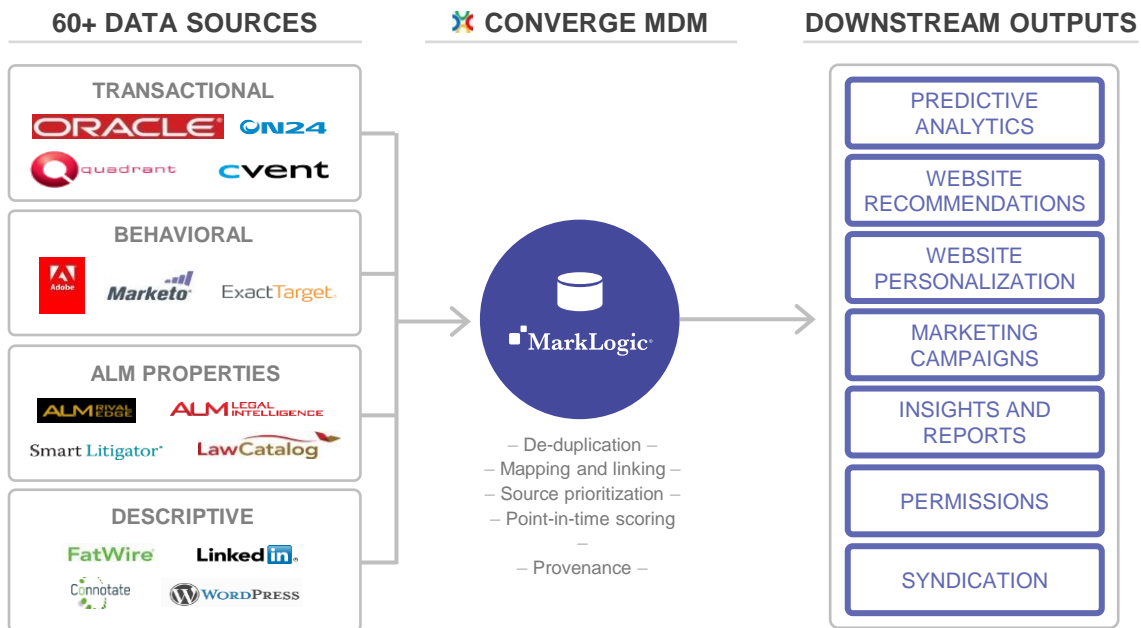 60+ DATA SOURCES
CONVERGE MDM
DOWNSTREAM OUTPUTS
TRANSACTIONAL
ORACLE
ON24
quadrant
cvent
BEHAVIORAL
Adobe
Marketo
ExactTarget.
ALM PROPERTIES
ALM RIVAL EDGE
ALM LEGAL INTELLIGENCE
Smart Litigator
LawCatalog
DESCRIPTIVE
FatWire
Linked in.
Connotate
WORDPRESS
MarkLogic
– De-duplication –
– Mapping and linking –
– Source prioritization –
– Point-in-time scoring
–
– Provenance –
PREDICTIVE
ANALYTICS
WEBSITE
RECOMMENDATIONS
WEBSITE
PERSONALIZATION
MARKETING
CAMPAIGNS
INSIGHTS AND
REPORTS
PERMISSIONS
SYNDICATION